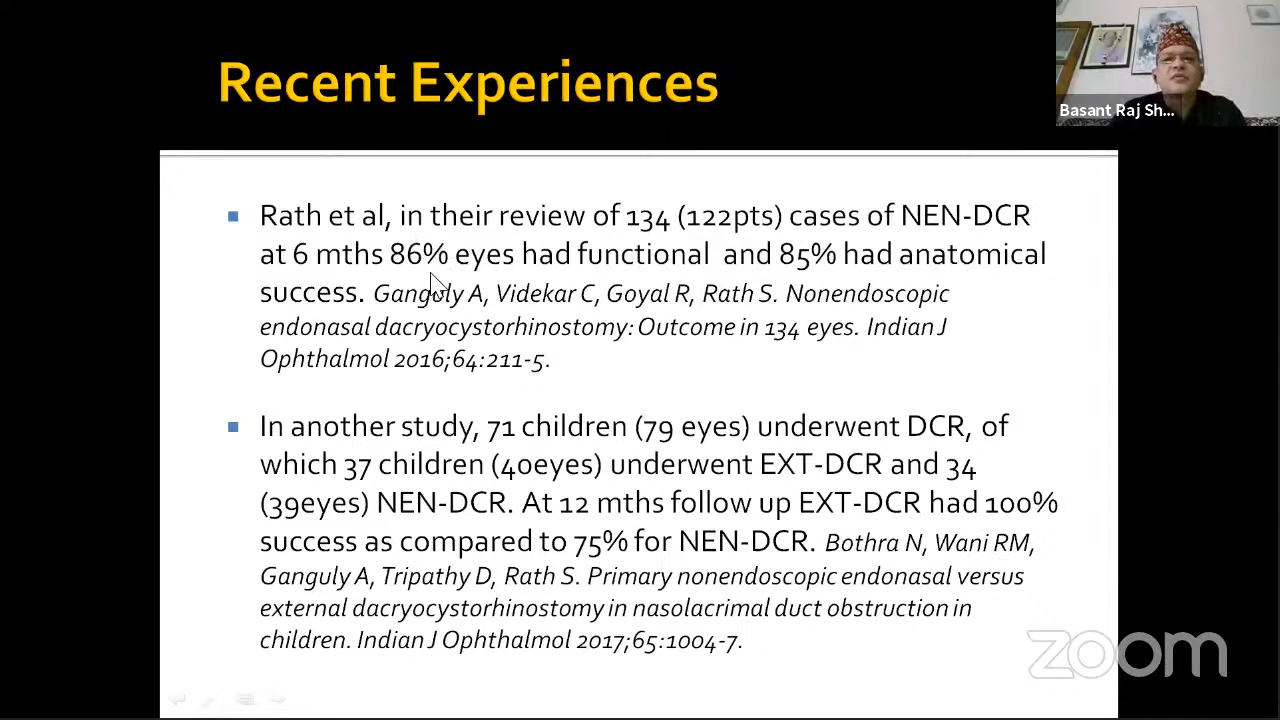 Recent Experiences
Basant Raj Sh...
Rath et al, in their review of 134 (122pts) cases of NEN-DCR
at 6 mths 86% eyes had functional and 85% had anatomical
success. Ganguly A, Videkar C, Goyal R, Rath S. Nonendoscopic
endonasal dacryocystorhinostomy: Outcome in 134 eyes. Indian J
Ophthalmol 2016;64:211-5.
In another study, 71 children (79 eyes) underwent DCR, of
which 37 children (40eyes) underwent EXT-DCR and 34
(39eyes) NEN-DCR. At 12 mths follow up EXT-DCR had 100%
success as compared to 75% for NEN-DCR. Bothra N, Wani RM,
Ganguly A, Tripathy D, Rath S. Primary nonendoscopic endonasal versus
external dacryocystorhinostomy in nasolacrimal duct obstruction in
children. Indian J Ophthalmol 2017;65:1004-7.
zoom